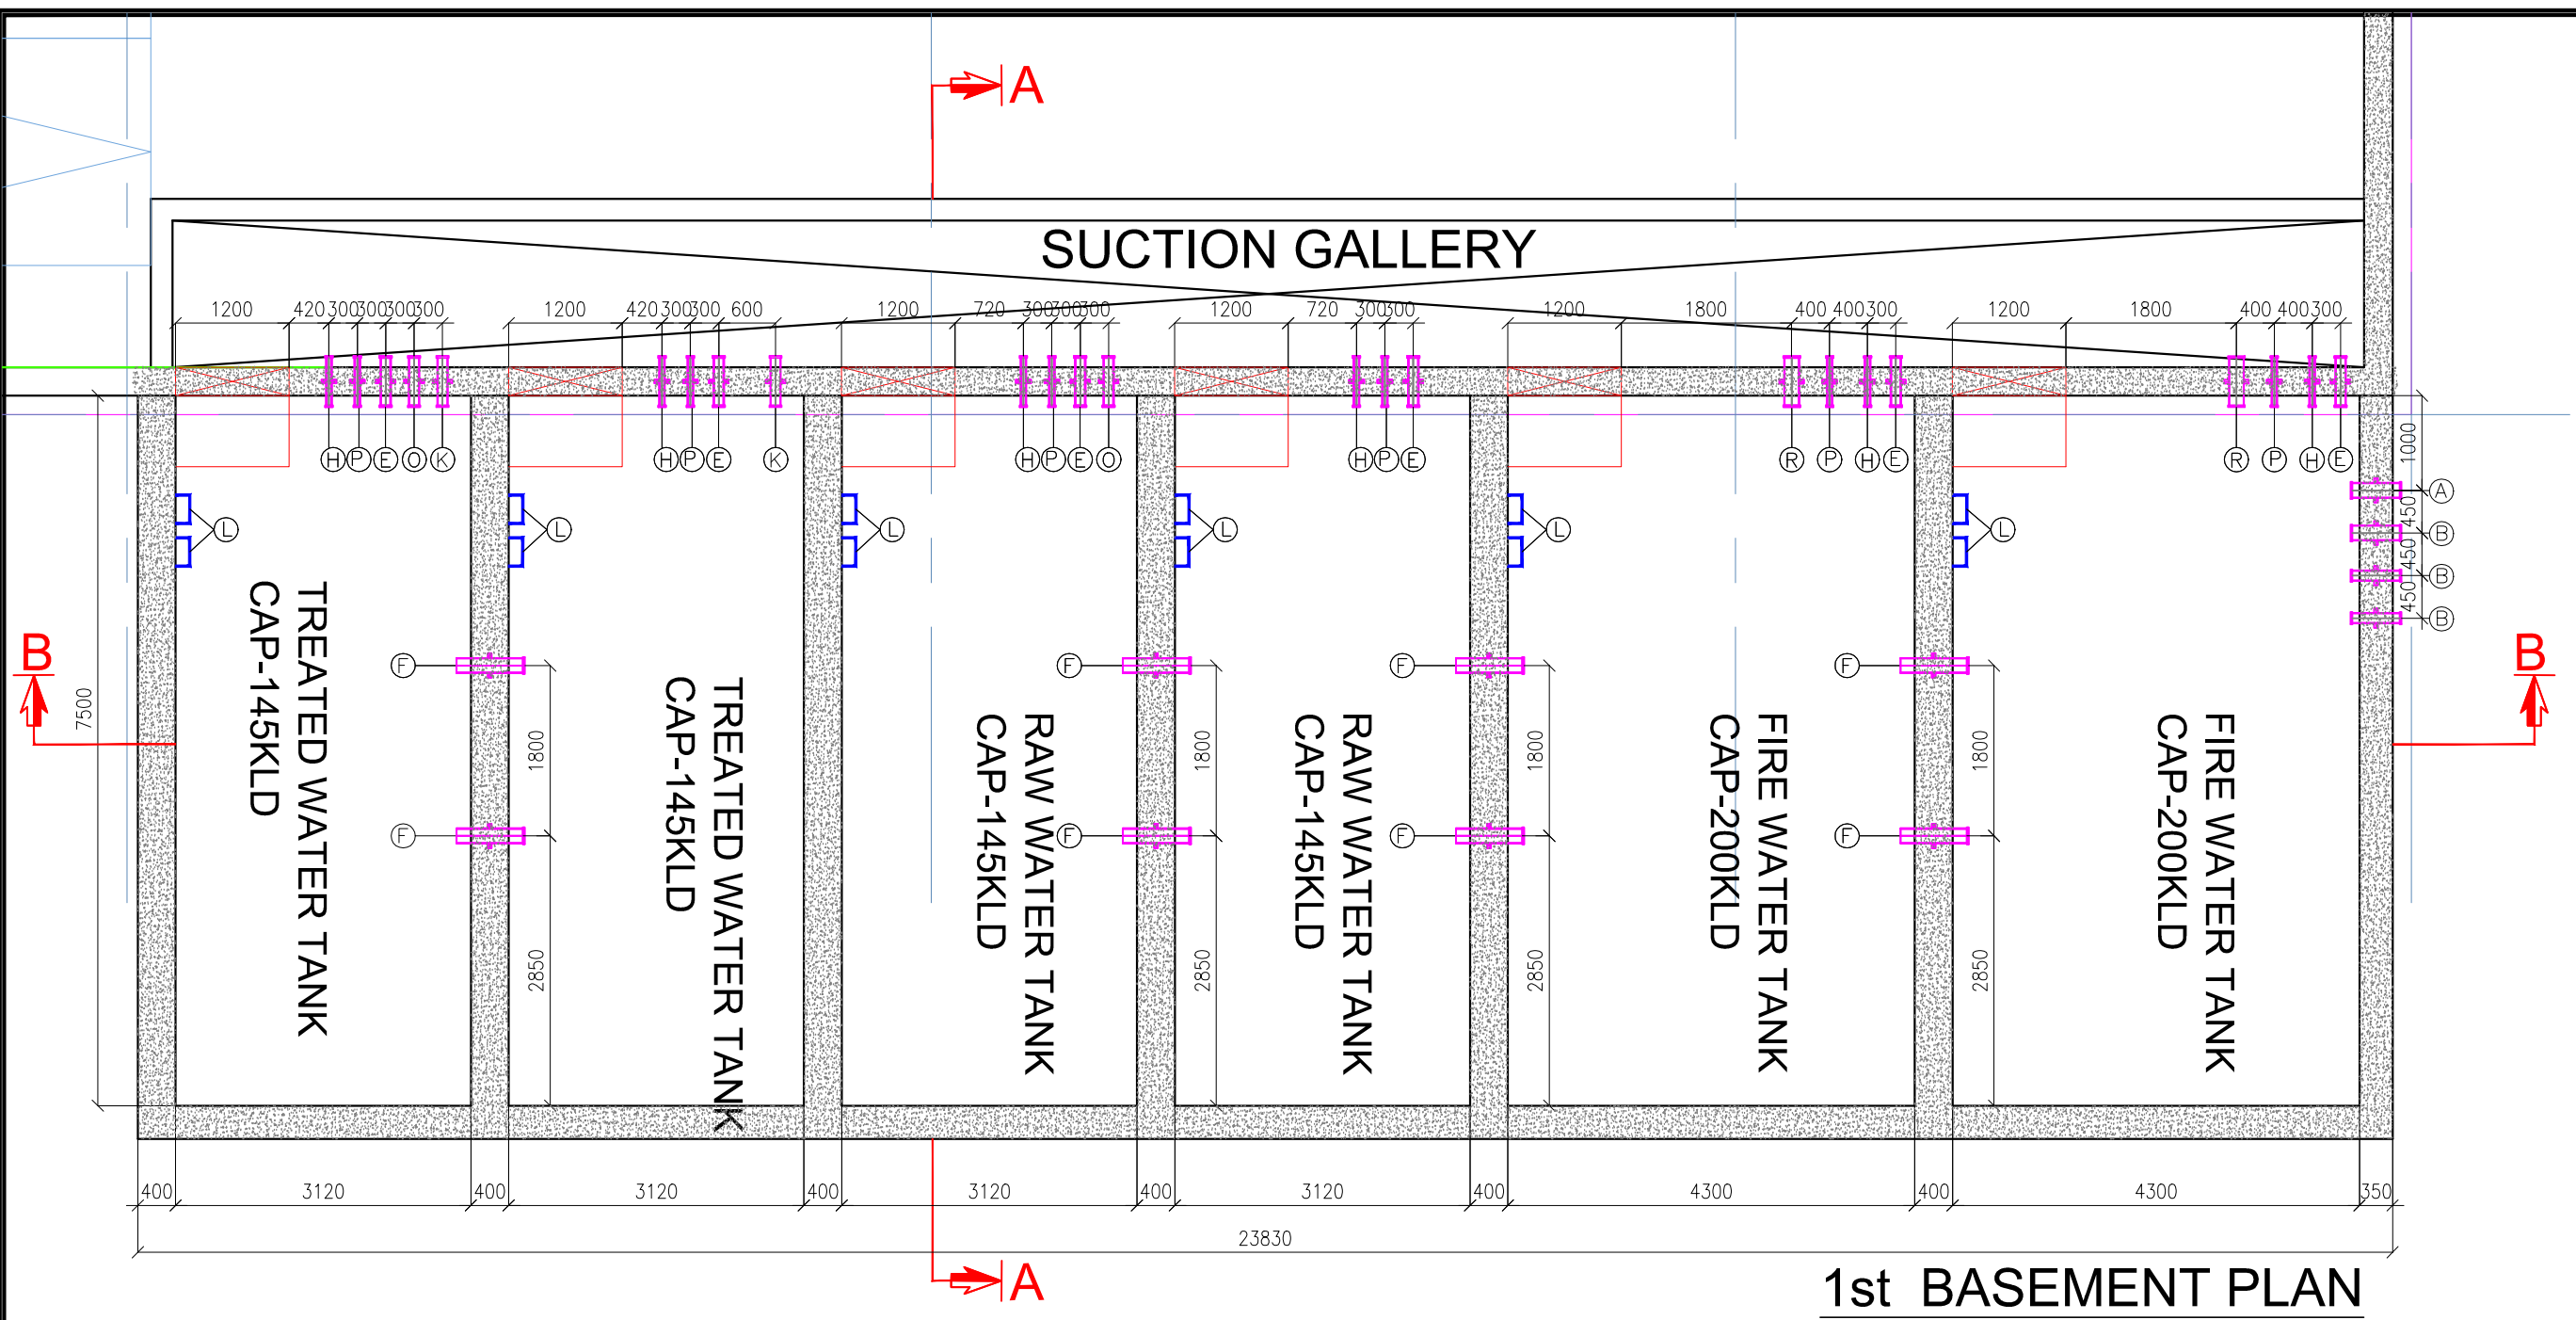 A
SUCTION GALLERY
1200 420 300 300 300 300 1200 420 300 300 600 1200 720 300 300 300 1200 720 300 300 1200 1800 400 400 300 1200 1800 400 400 300
H P E O K H P E K H P E O H P E R P H E R P H E
1000
A
450
B
450
B
450
B
L L L L L L
F F F F
B
B
7500
1800 1800 1800 1800
F F F F
2850 2850 2850 2850
TREATED WATER TANK
CAP-145KLD
TREATED WATER TANK
CAP-145KLD
RAW WATER TANK
CAP-145KLD
RAW WATER TANK
CAP-145KLD
FIRE WATER TANK
CAP-200KLD
FIRE WATER TANK
CAP-200KLD
400 3120 400 3120 400 3120 400 3120 400 4300 400 4300 350
23830
A
1st BASEMENT PLAN